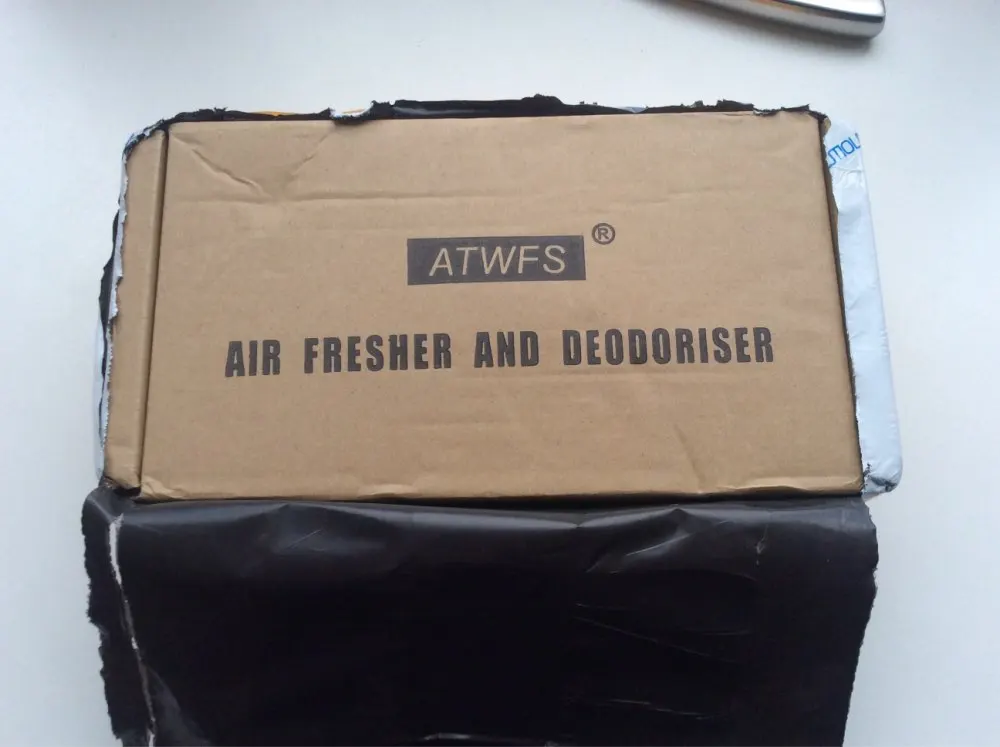 ATWFS ®
AIR FRESHER AND DEODORISER